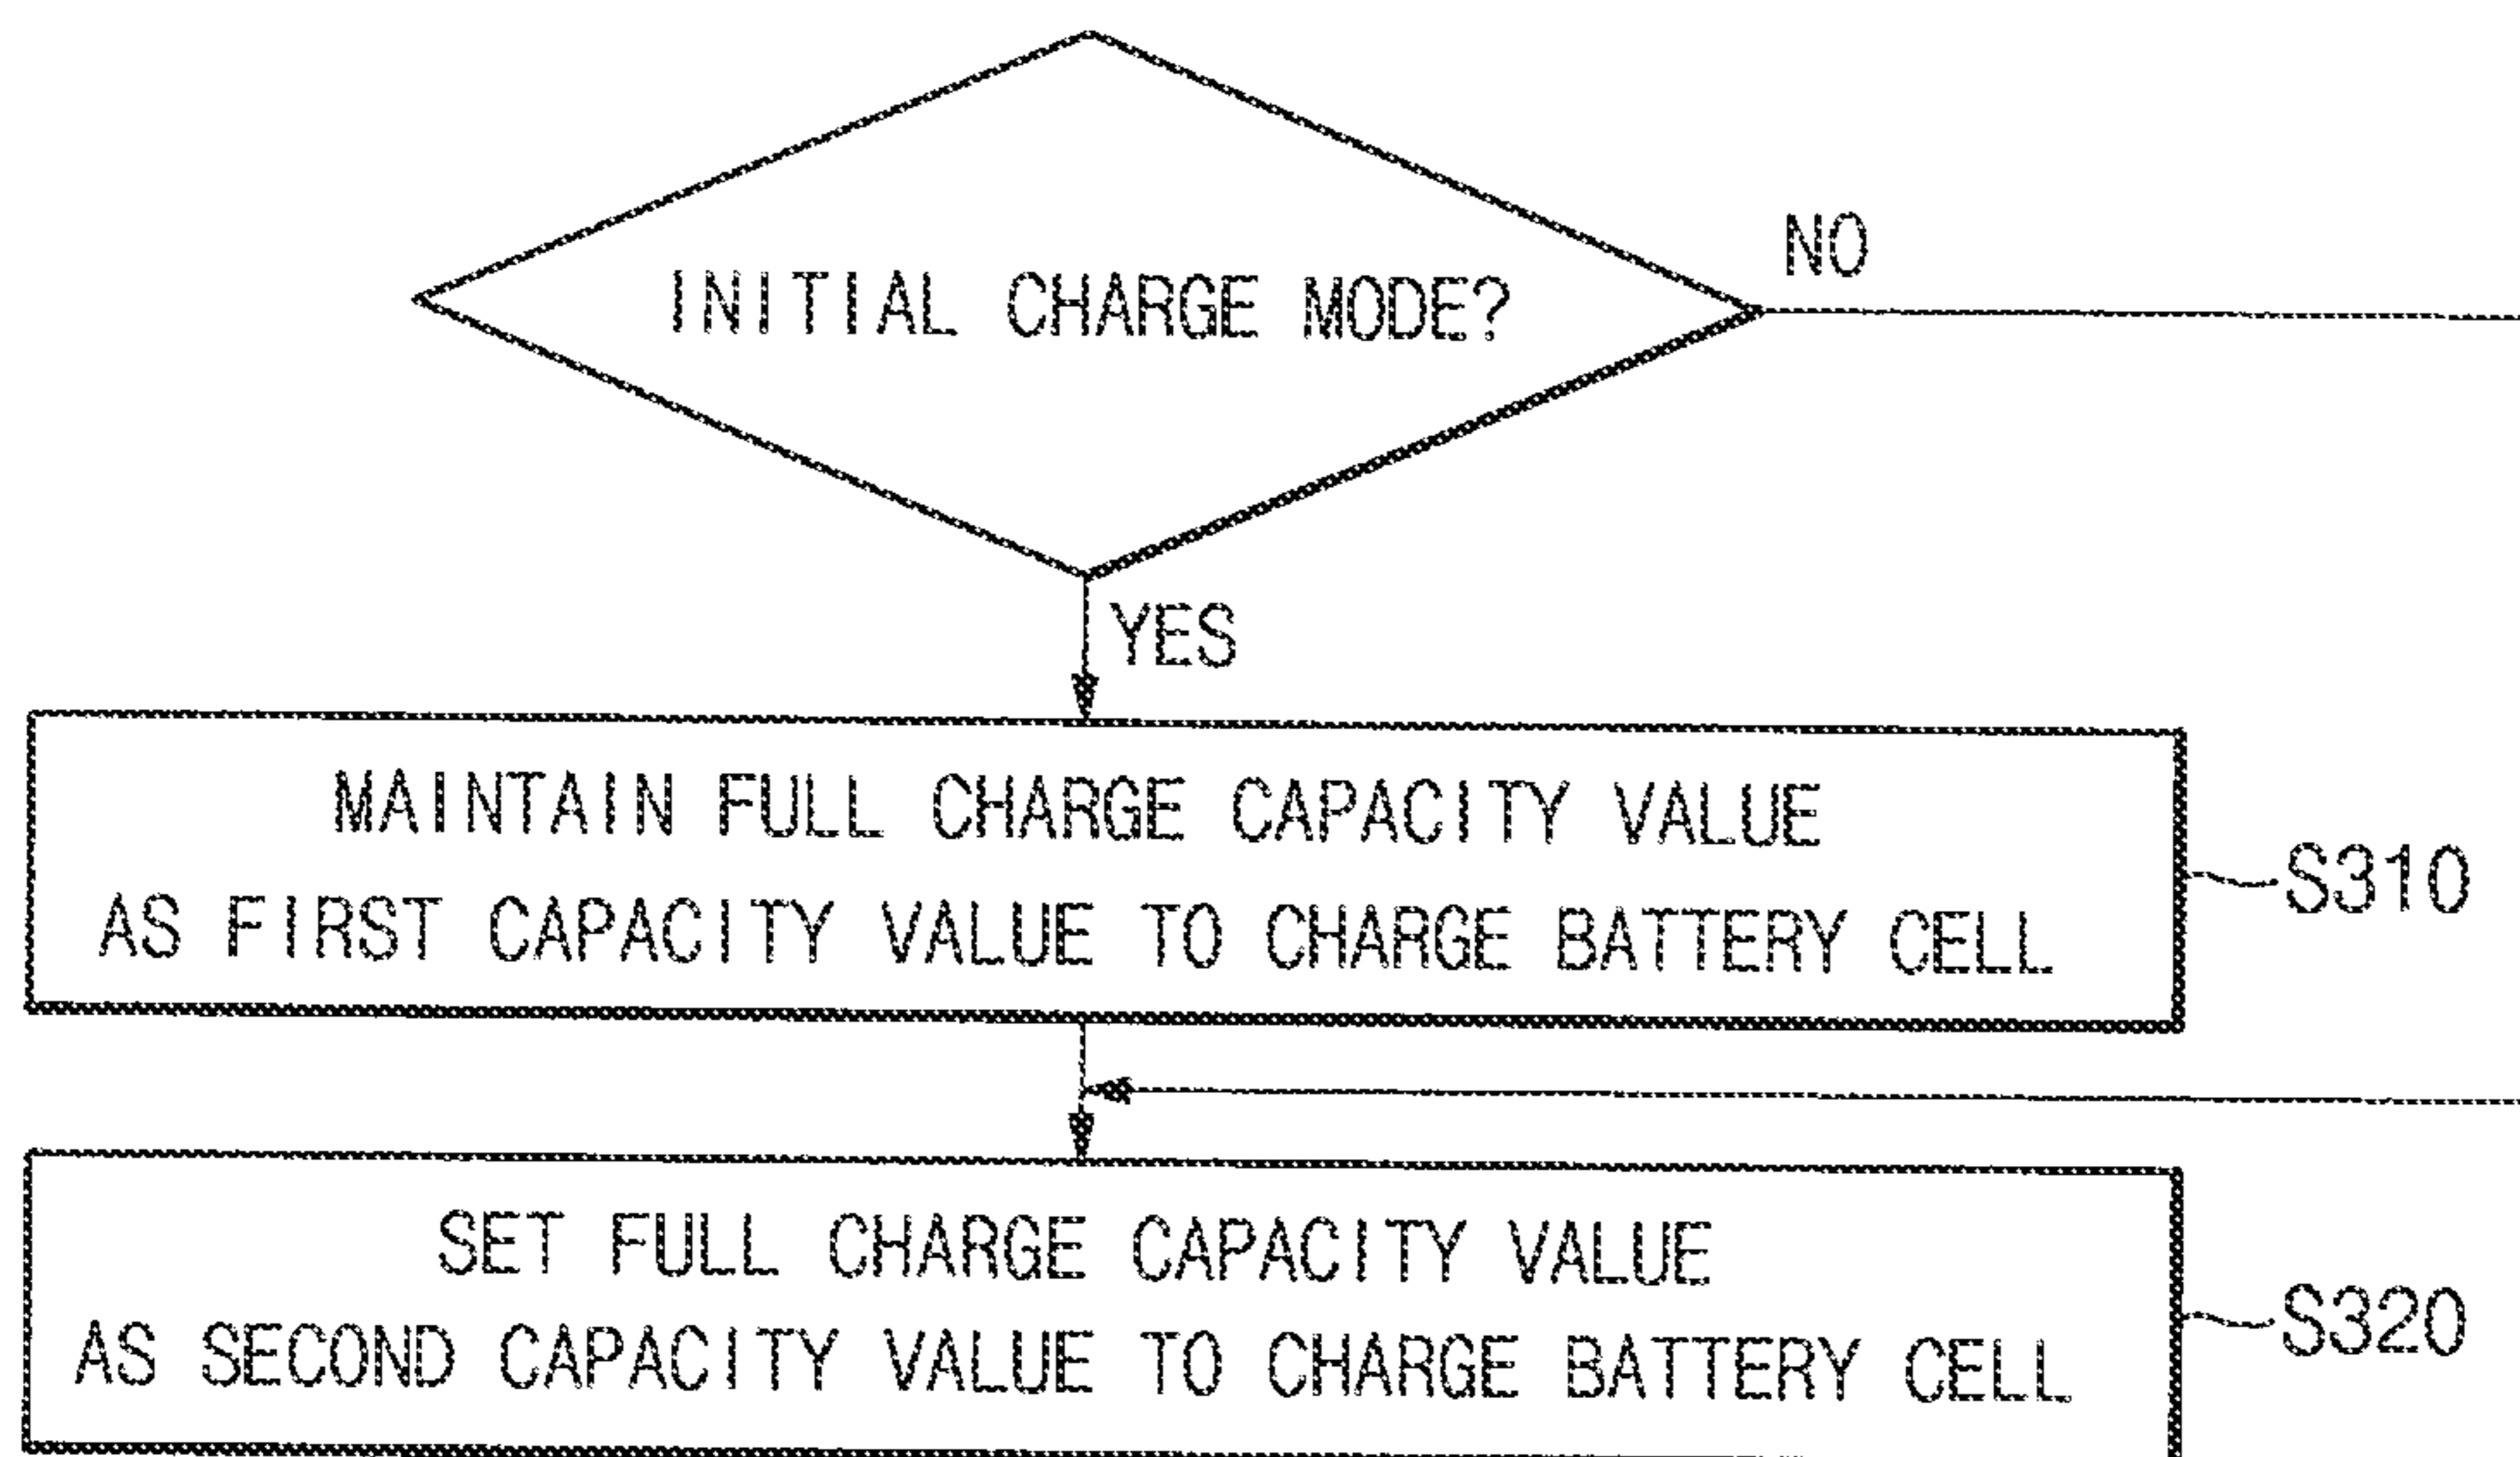 INITIAL CHARGE MODE?
NO
YES
MAINTAIN FULL CHARGE CAPACITY VALUE
AS FIRST CAPACITY VALUE TO CHARGE BATTERY CELL
S310
SET FULL CHARGE CAPACITY VALUE
AS SECOND CAPACITY VALUE TO CHARGE BATTERY CELL
S320